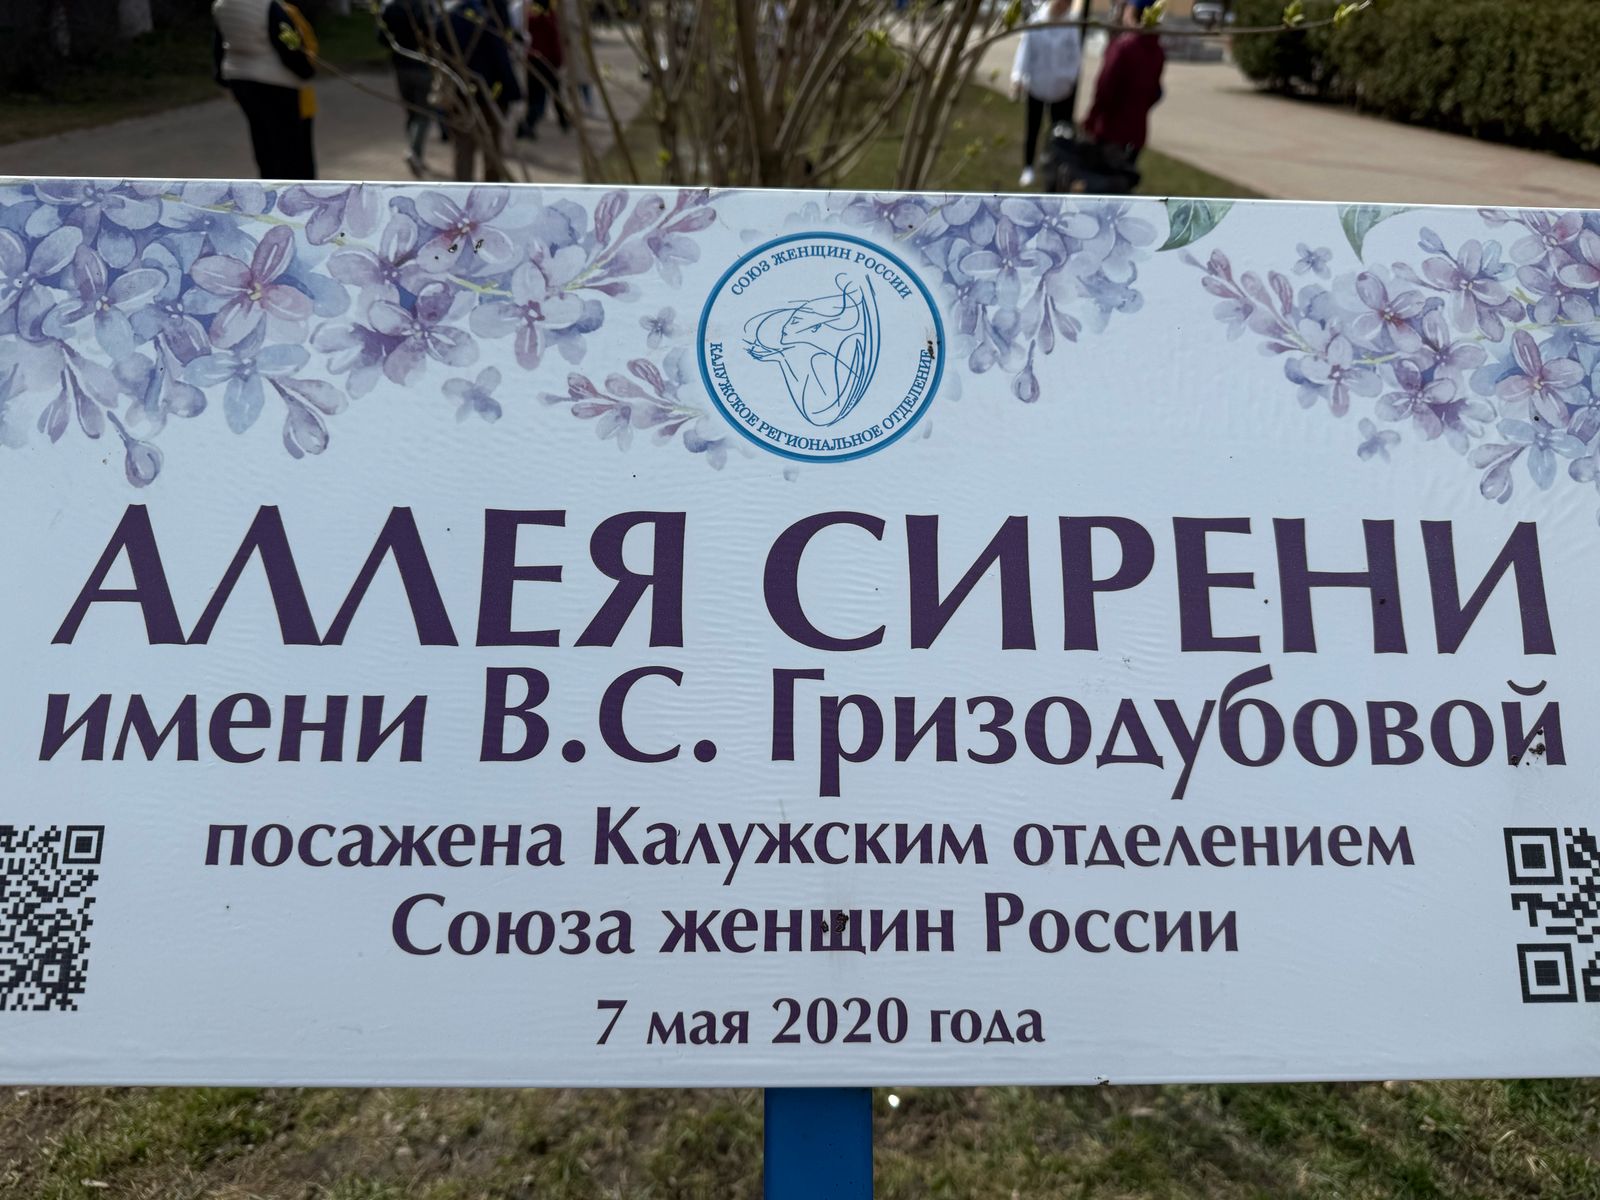 СОЮЗ ЖЕНЩИН РОССИИ
КАЛУЖСКОЕ РЕГИОНАЛЬНОЕ ОТДЕЛЕНИЕ
АЛЛЕЯ СИРЕНИ
имени В.С. Гризодубовой
посажена Калужским отделением
Союза женщин России
7 мая 2020 года